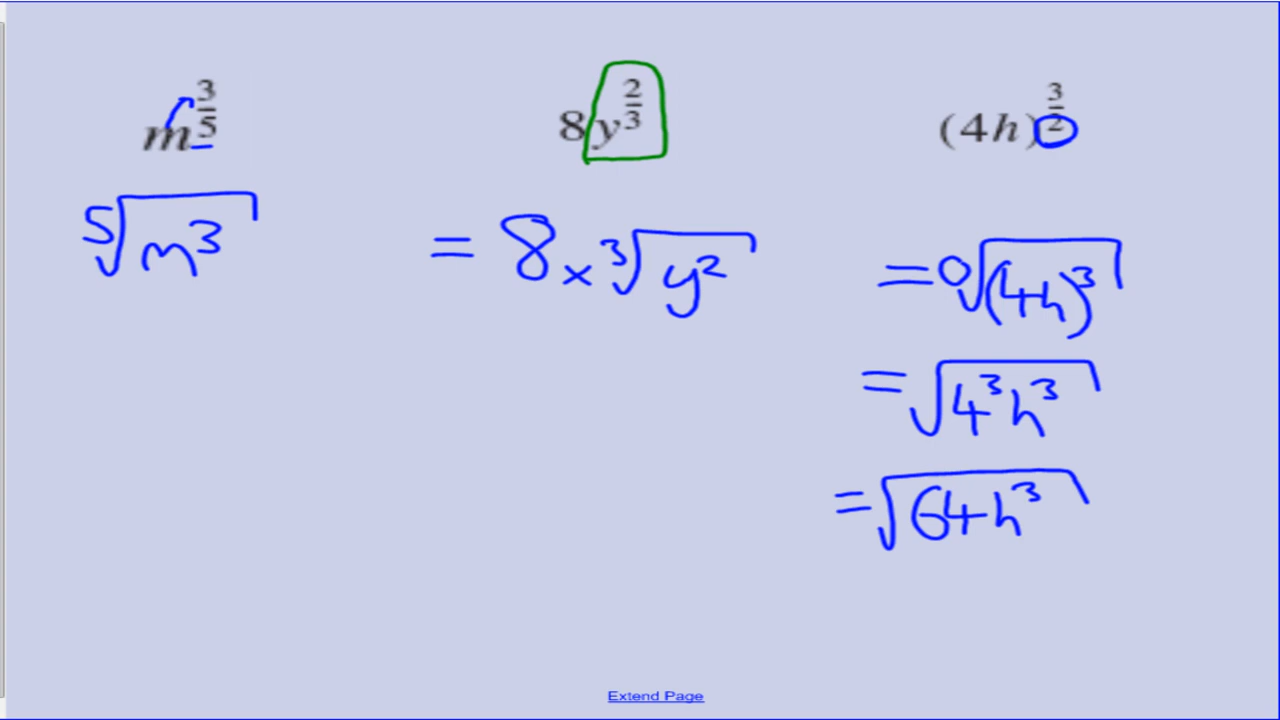 m^{3/5}
8y^{2/3}
(4h)^{3/2}
⁵√m³
= 8 × ³√y²
= ⁰√(4h)³
= √4³h³
= √64h³
Extend Page